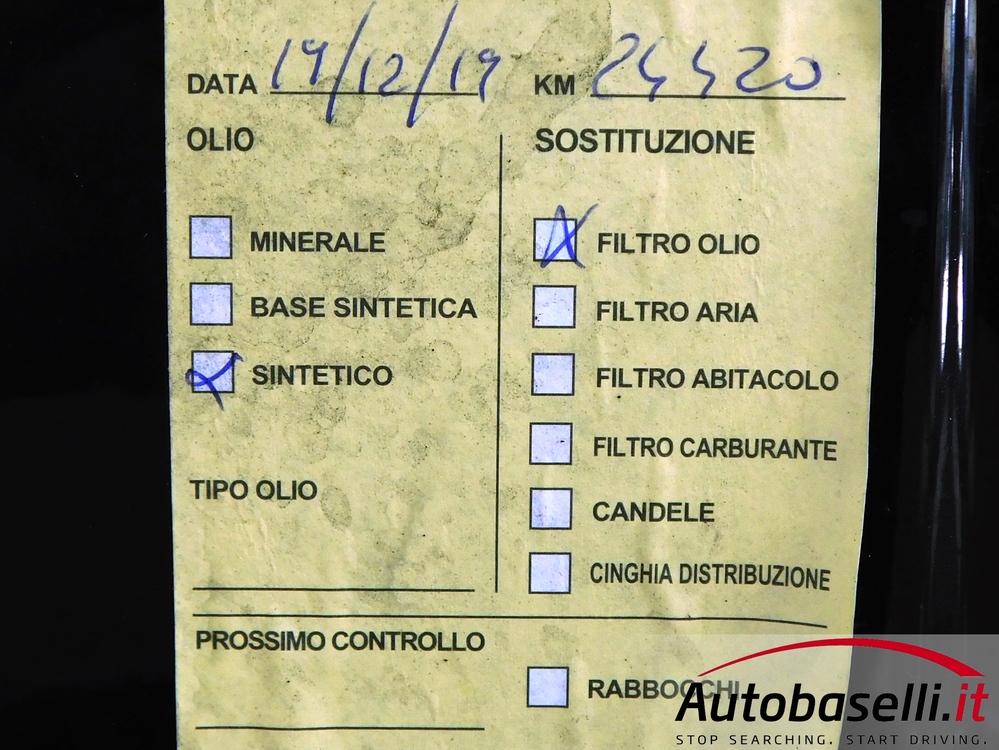 DATA 19/12/19
KM
OLIO
MINERALE
BASE SINTETICA
SINTETICO
TIPO OLIO
SOSTITUZIONE
FILTRO OLIO
FILTRO ARIA
FILTRO ABITACOLO
FILTRO CARBURANTE
CANDELE
CINGHIA DISTRIBUZIONE
PROSSIMO CONTROLLO
RABBOCCHI
Autobaselli.it
STOP SEARCHING. START DRIVING.